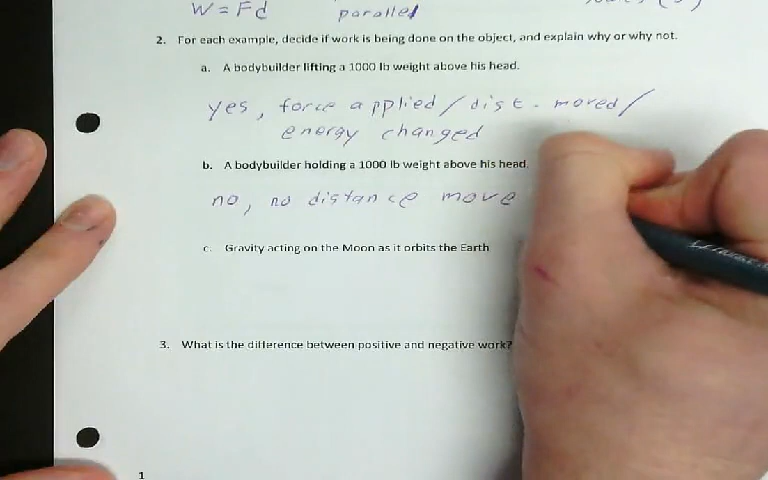 W = Fd parallel
2. For each example, decide if work is being done on the object, and explain why or why not.
a. A bodybuilder lifting a 1000 lb weight above his head.
yes, force applied / dist. moved /
energy changed
b. A bodybuilder holding a 1000 lb weight above his head.
no, no distance move
c. Gravity acting on the Moon as it orbits the Earth
3. What is the difference between positive and negative work?
1